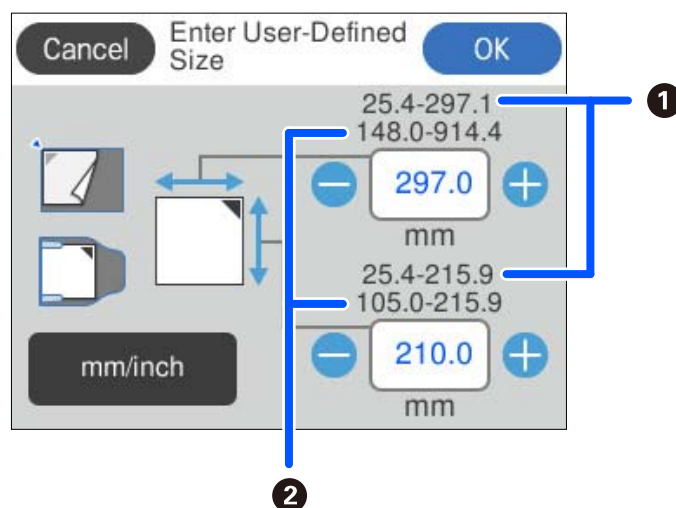 Cancel
Enter User-Defined
Size
OK
25.4-297.1
148.0-914.4
297.0
mm
25.4-215.9
105.0-215.9
210.0
mm
mm/inch
1
2